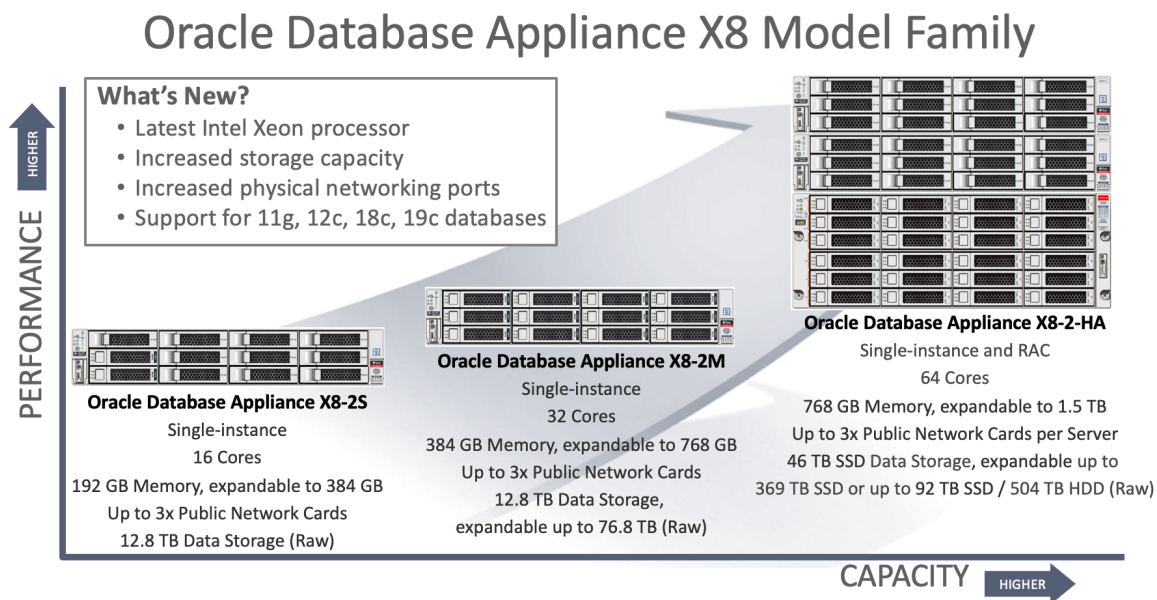 Oracle Database Appliance X8 Model Family
What's New?
• Latest Intel Xeon processor
• Increased storage capacity
• Increased physical networking ports
• Support for 11g, 12c, 18c, 19c databases
HIGHER
PERFORMANCE
Oracle Database Appliance X8-2S
Single-instance
16 Cores
192 GB Memory, expandable to 384 GB
Up to 3x Public Network Cards
12.8 TB Data Storage (Raw)
Oracle Database Appliance X8-2M
Single-instance
32 Cores
384 GB Memory, expandable to 768 GB
Up to 3x Public Network Cards
12.8 TB Data Storage,
expandable up to 76.8 TB (Raw)
Oracle Database Appliance X8-2-HA
Single-instance and RAC
64 Cores
768 GB Memory, expandable to 1.5 TB
Up to 3x Public Network Cards per Server
46 TB SSD Data Storage, expandable up to
369 TB SSD or up to 92 TB SSD / 504 TB HDD (Raw)
CAPACITY
HIGHER